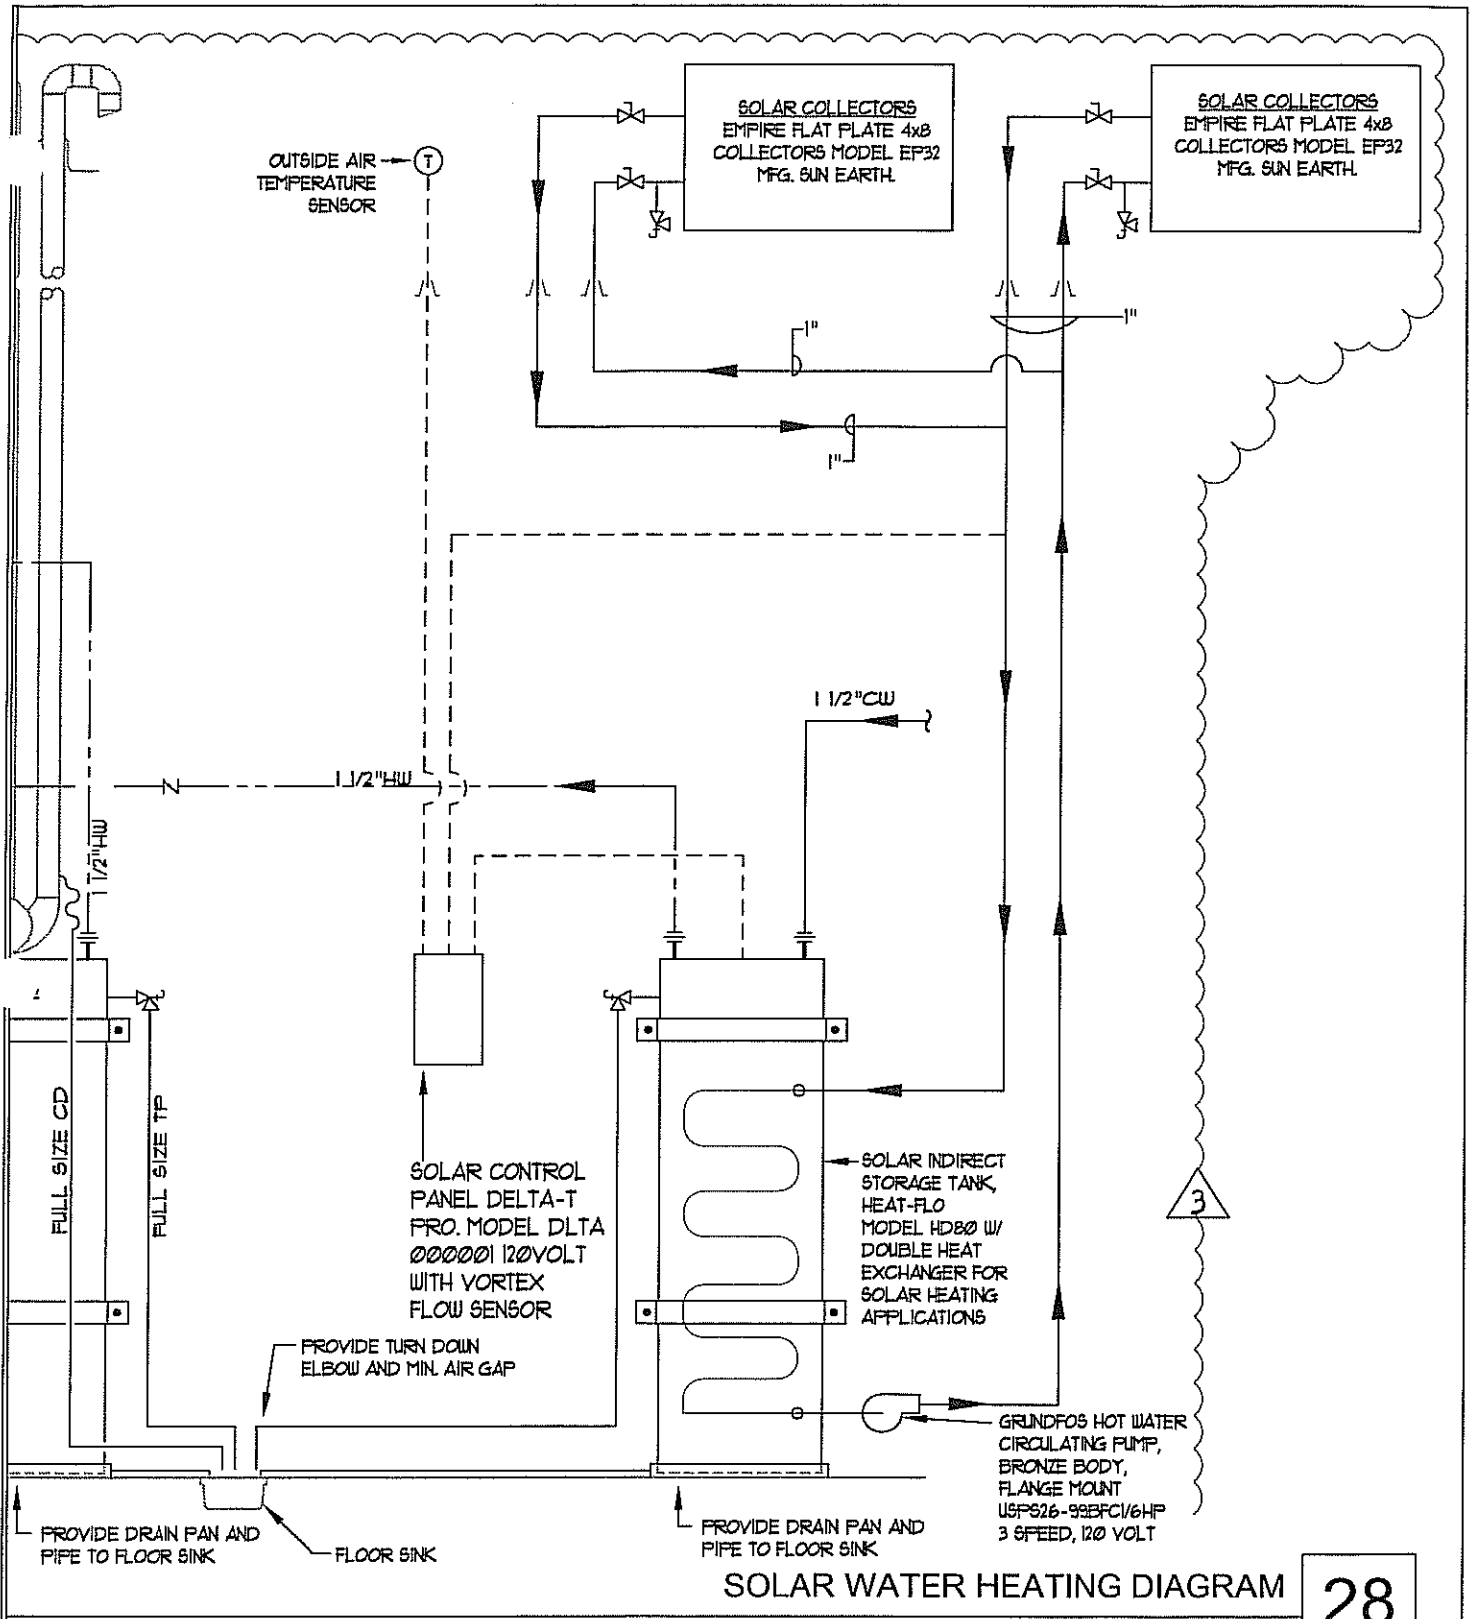 SOLAR COLLECTORS
EMPIRE FLAT PLATE 4x8
COLLECTORS MODEL EP32
MFG. SUN EARTH.
SOLAR COLLECTORS
EMPIRE FLAT PLATE 4x8
COLLECTORS MODEL EP32
MFG. SUN EARTH.
OUTSIDE AIR
TEMPERATURE
SENSOR
T
1"
1"
1"
1 1/2"CW
1 1/2"HW
1 1/2"HW
FULL SIZE CD
FULL SIZE TP
SOLAR CONTROL
PANEL DELTA-T
PRO. MODEL DLTA
000001 120VOLT
WITH VORTEX
FLOW SENSOR
SOLAR INDIRECT
STORAGE TANK,
HEAT-FLO
MODEL HD80 W/
DOUBLE HEAT
EXCHANGER FOR
SOLAR HEATING
APPLICATIONS
3
PROVIDE TURN DOWN
ELBOW AND MIN. AIR GAP
GRUNDFOS HOT WATER
CIRCULATING PUMP,
BRONZE BODY,
FLANGE MOUNT
USPS26-99BFC1/6HP
3 SPEED, 120 VOLT
PROVIDE DRAIN PAN AND
PIPE TO FLOOR SINK
FLOOR SINK
PROVIDE DRAIN PAN AND
PIPE TO FLOOR SINK
SOLAR WATER HEATING DIAGRAM
28